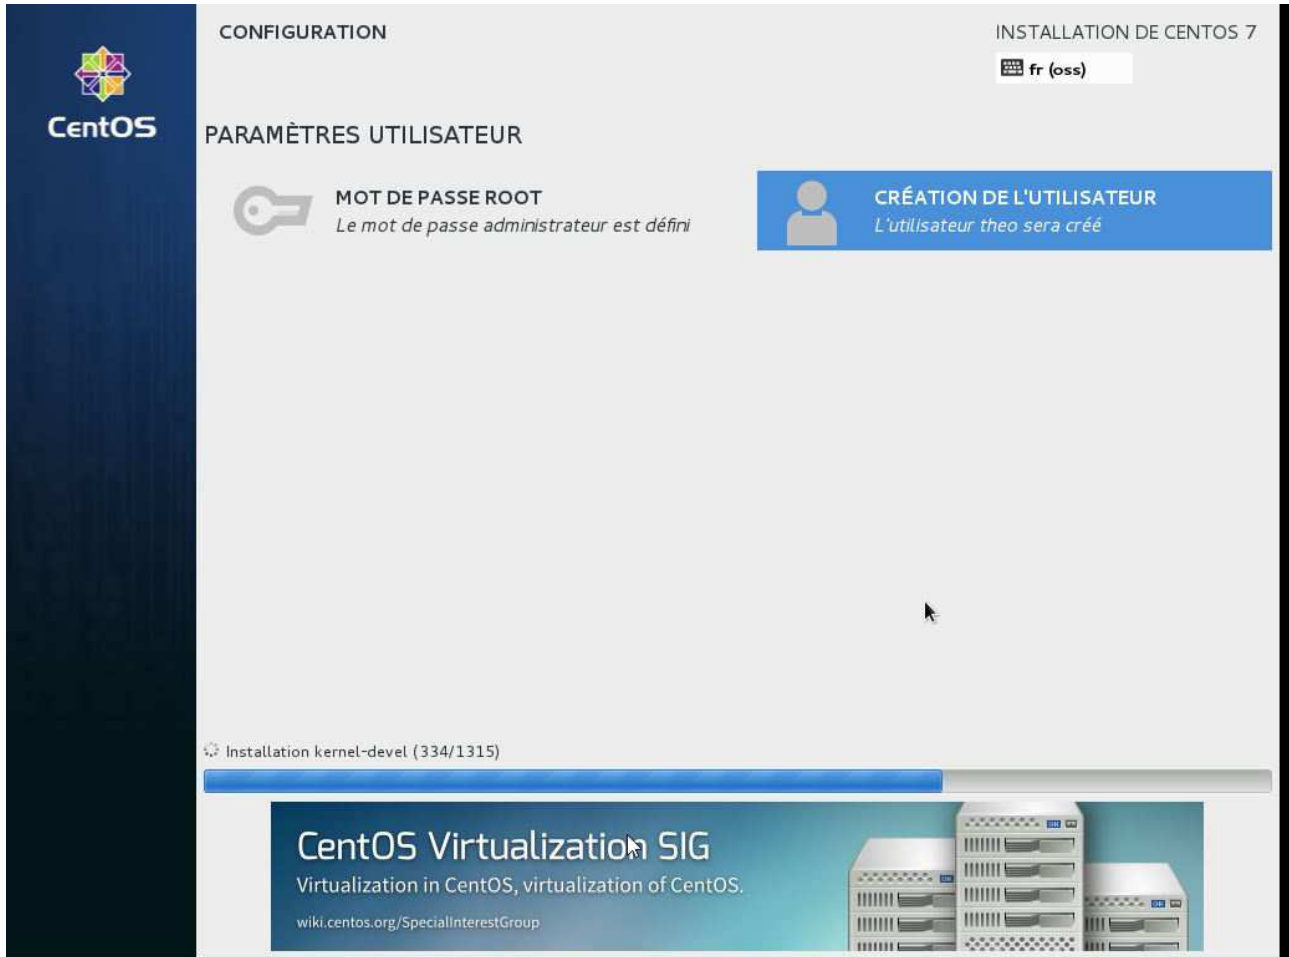 CONFIGURATION
INSTALLATION DE CENTOS 7
fr (oss)
CentOS
PARAMÈTRES UTILISATEUR
MOT DE PASSE ROOT
Le mot de passe administrateur est défini
CRÉATION DE L'UTILISATEUR
L'utilisateur theo sera créé
Installation kernel-devel (334/1315)
CentOS Virtualization SIG
Virtualization in CentOS, virtualization of CentOS.
wiki.centos.org/SpecialInterestGroup